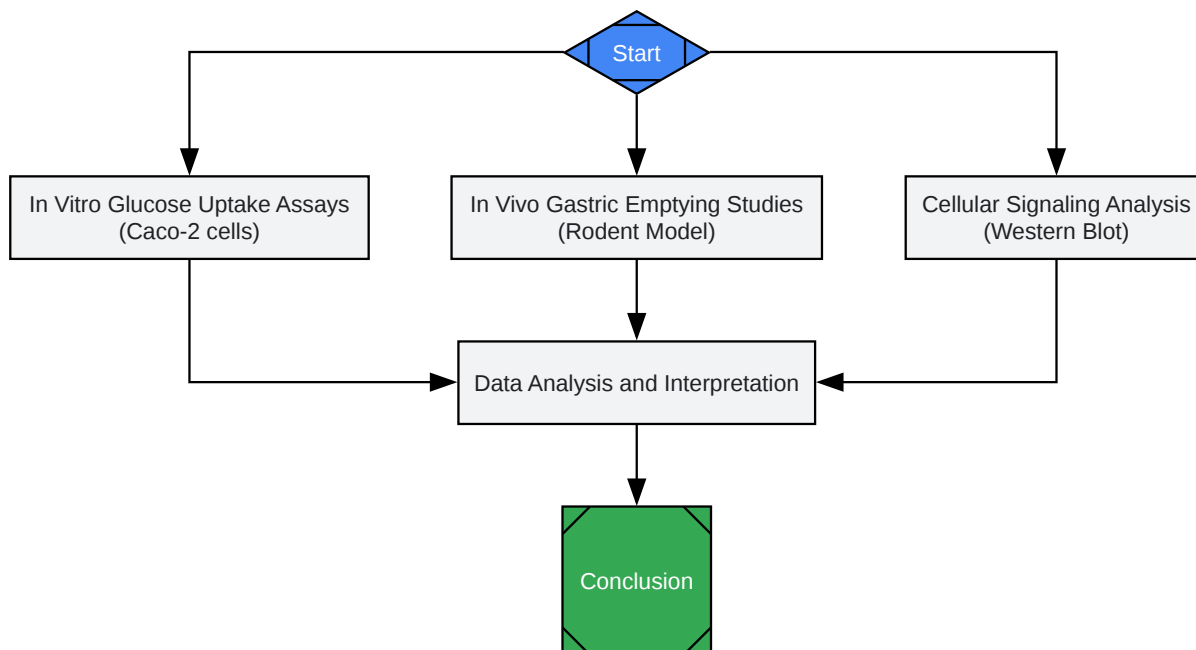 Start
In Vitro Glucose Uptake Assays
(Caco-2 cells)
In Vivo Gastric Emptying Studies
(Rodent Model)
Cellular Signaling Analysis
(Western Blot)
Data Analysis and Interpretation
Conclusion